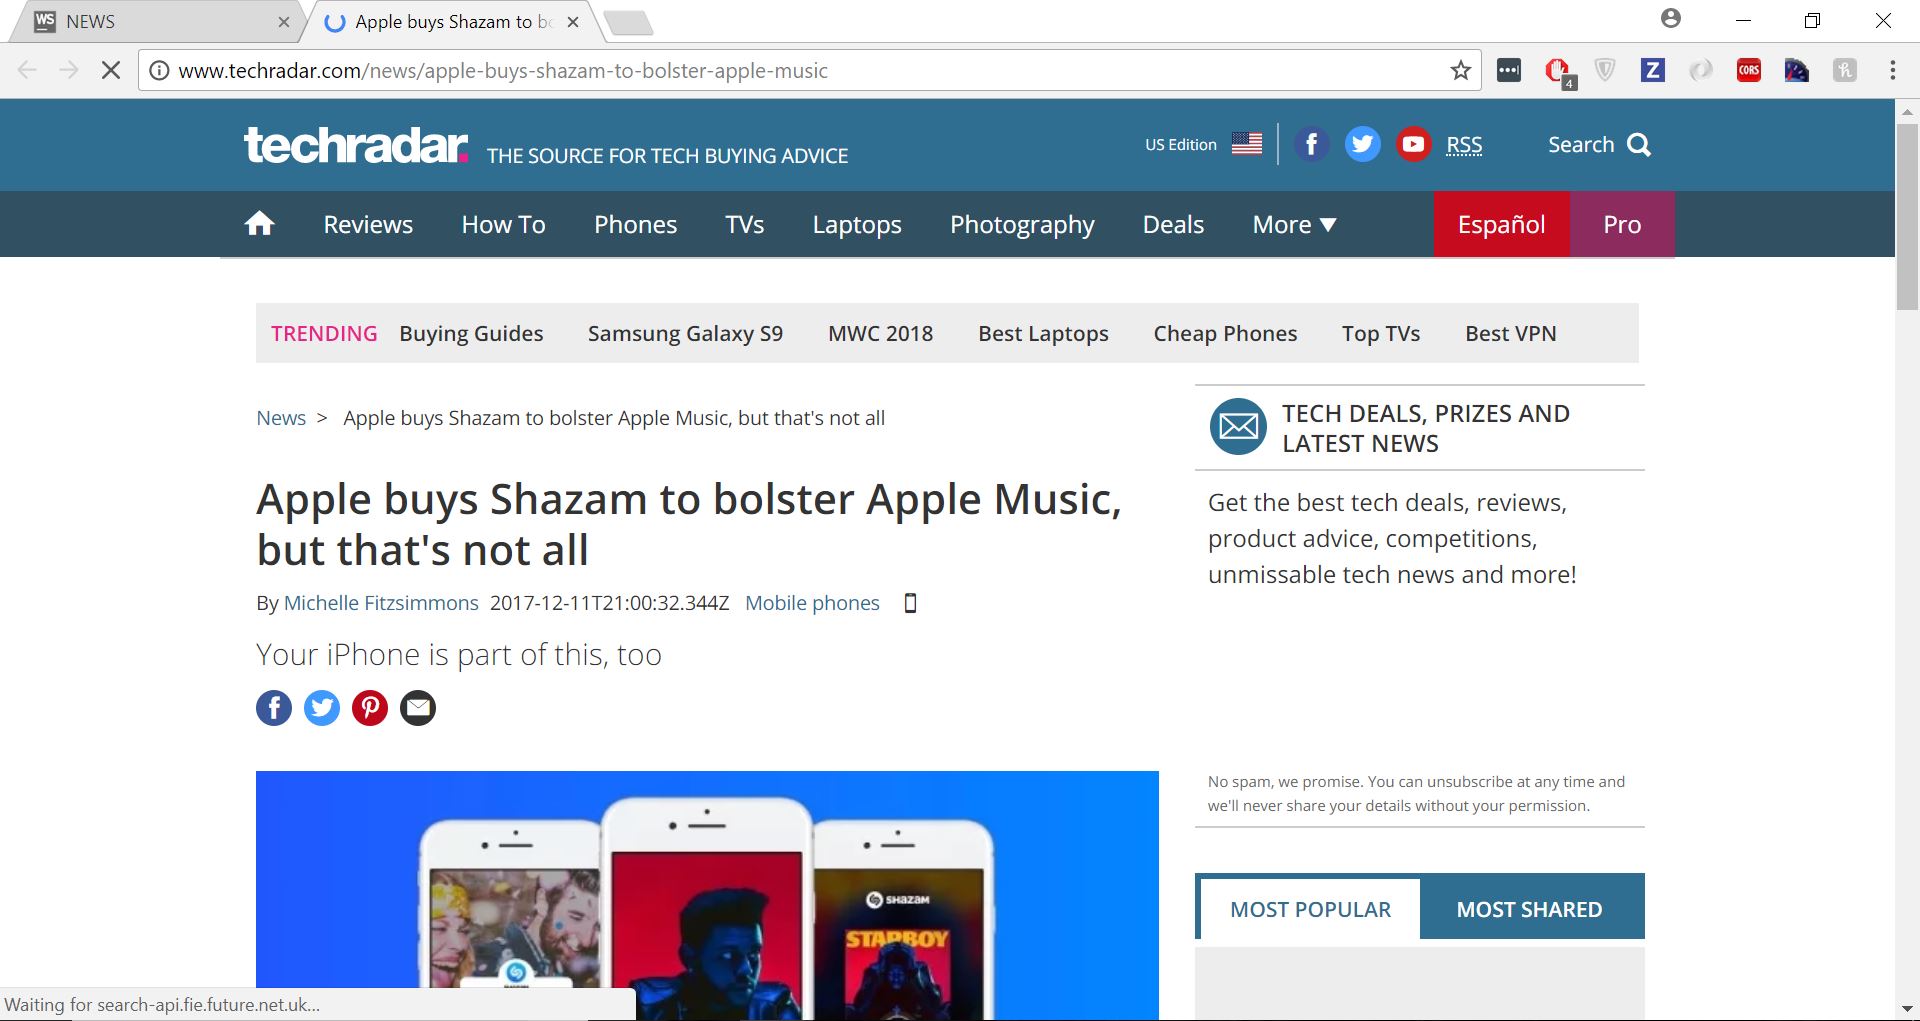 WS NEWS
Apple buys Shazam to bo
www.techradar.com/news/apple-buys-shazam-to-bolster-apple-music
4
Z
CORS
h
techradar.
THE SOURCE FOR TECH BUYING ADVICE
US Edition
RSS
Search
Reviews How To Phones TVs Laptops Photography Deals More ▼ Español Pro
TRENDING Buying Guides Samsung Galaxy S9 MWC 2018 Best Laptops Cheap Phones Top TVs Best VPN
News > Apple buys Shazam to bolster Apple Music, but that's not all
Apple buys Shazam to bolster Apple Music,
but that's not all
By Michelle Fitzsimmons 2017-12-11T21:00:32.344Z Mobile phones
Your iPhone is part of this, too
SHAZAM
STARBOY
TECH DEALS, PRIZES AND
LATEST NEWS
Get the best tech deals, reviews,
product advice, competitions,
unmissable tech news and more!
No spam, we promise. You can unsubscribe at any time and
we'll never share your details without your permission.
MOST POPULAR MOST SHARED
Waiting for search-api.fie.future.net.uk...